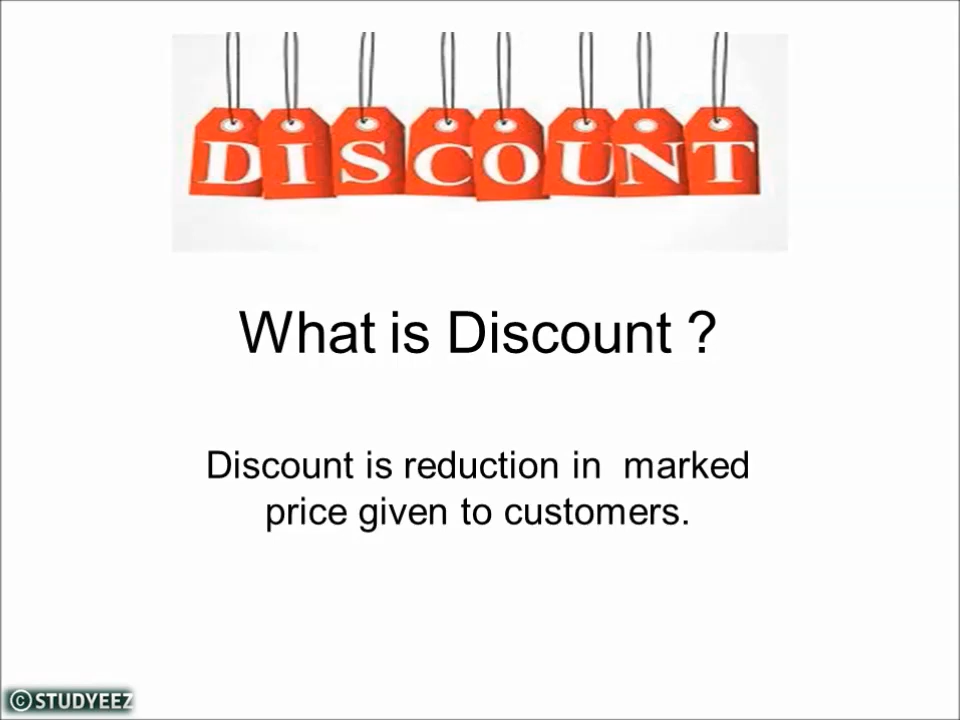 DISCOUNT
What is Discount ?
Discount is reduction in  marked
price given to customers.
© STUDYEEZ